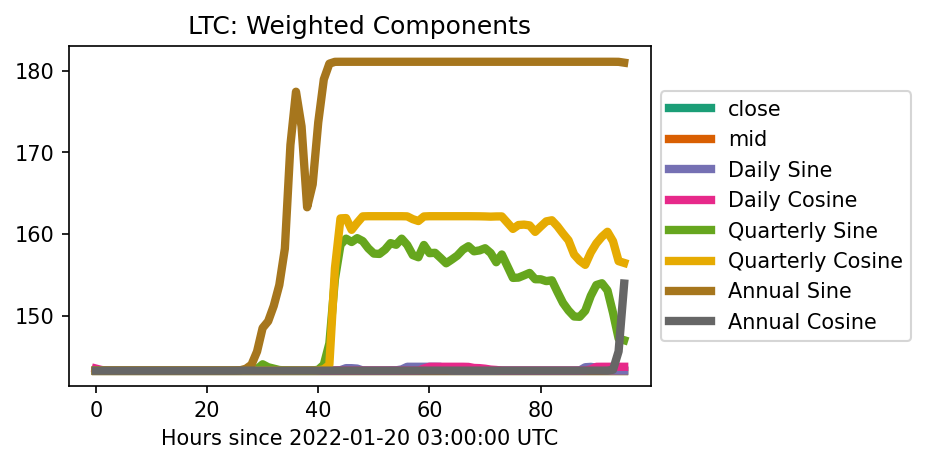 LTC: Weighted Components
180
170
160
150
0
20
40
60
80
Hours since 2022-01-20 03:00:00 UTC
close
mid
Daily Sine
Daily Cosine
Quarterly Sine
Quarterly Cosine
Annual Sine
Annual Cosine